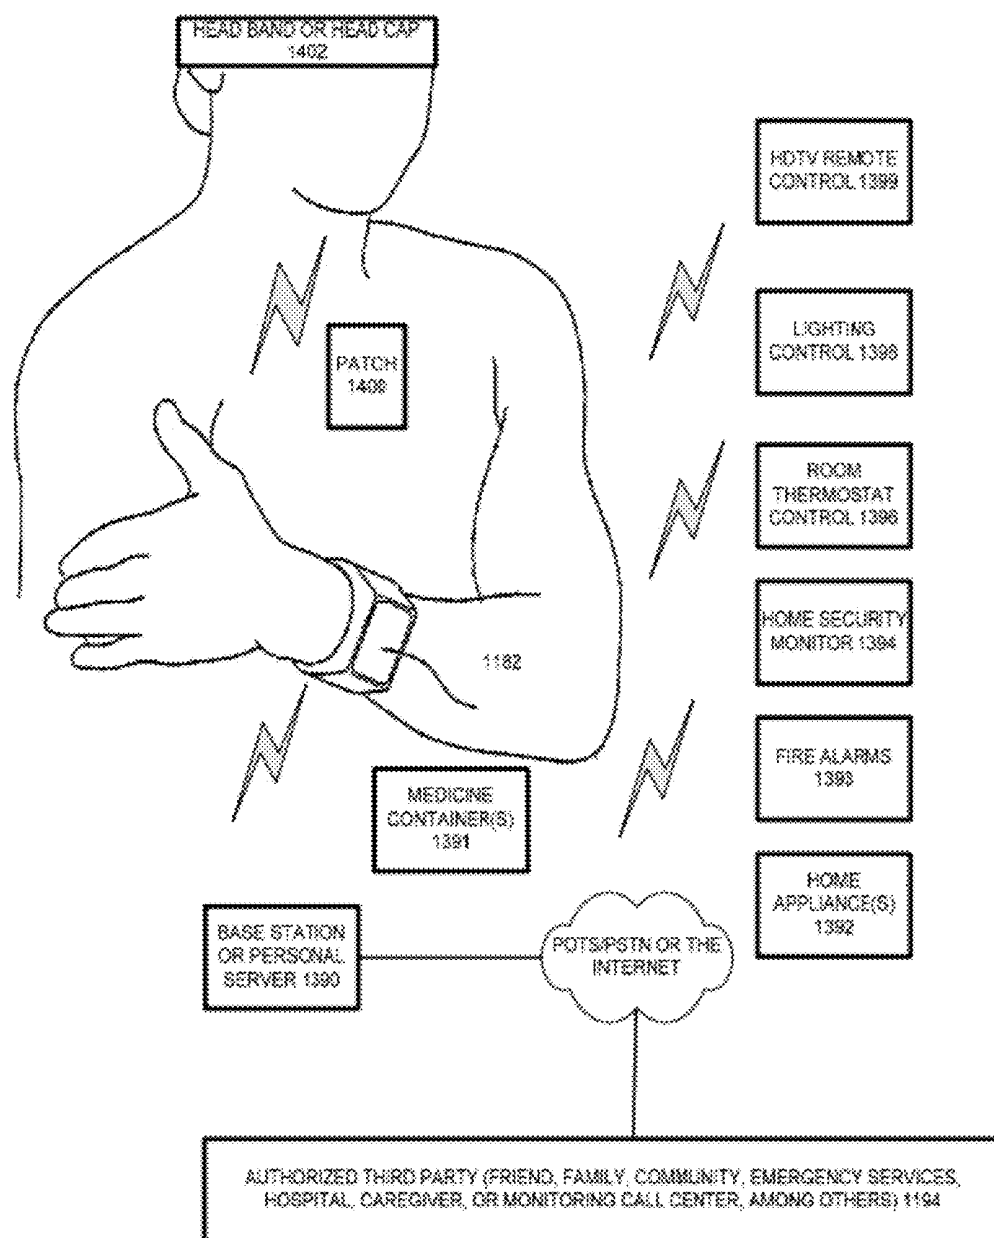 HEAD BAND OR HEAD CAP
1402
HDTV REMOTE
CONTROL 1399
LIGHTING
CONTROL 1398
PATCH
1408
ROOM
THERMOSTAT
CONTROL 1396
HOME SECURITY
MONITOR 1394
1182
FIRE ALARMS
1393
MEDICINE
CONTAINER(S)
1391
HOME
APPLIANCE(S)
1392
BASE STATION
OR PERSONAL
SERVER 1390
POTS/PSTN OR THE
INTERNET
AUTHORIZED THIRD PARTY (FRIEND, FAMILY, COMMUNITY, EMERGENCY SERVICES,
HOSPITAL, CAREGIVER, OR MONITORING CALL CENTER, AMONG OTHERS) 1194